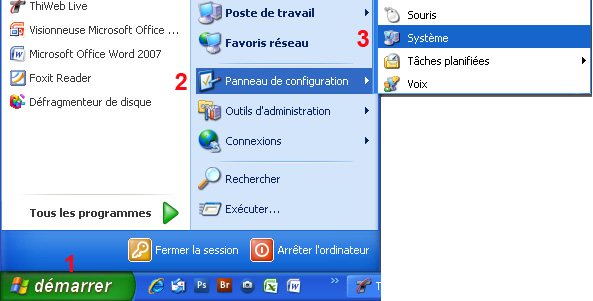 ThiWeb Live
Visionneuse Microsoft Office ...
Microsoft Office Word 2007
Foxit Reader
Défragmenteur de disque
Tous les programmes
Poste de travail
Favoris réseau
2
Panneau de configuration
Outils d'administration
Connexions
Rechercher
Exécuter...
3
Souris
Système
Tâches planifiées
Voix
Fermer la session
Arrêter l'ordinateur
1
démarrer
Ps
Br
T